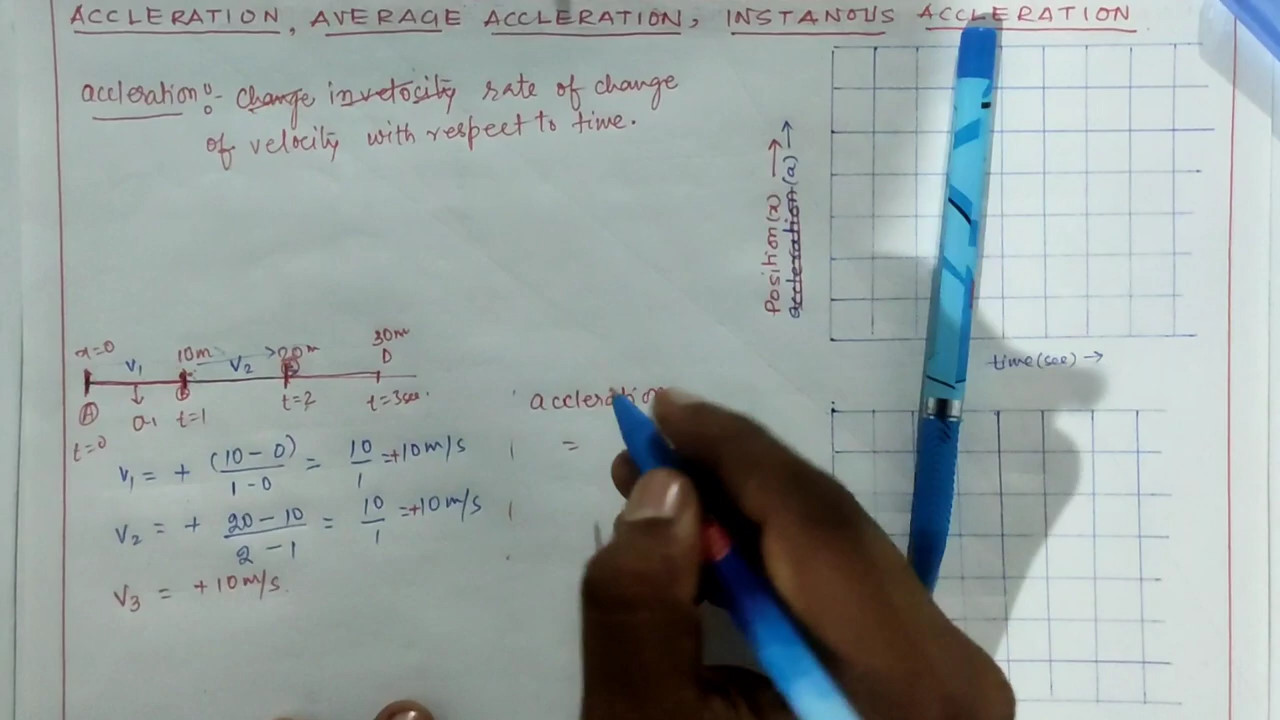 ACCLERATION, AVERAGE ACCLERATION, INSTANOUS ACCLERATION
accleration:- change in velocity rate of change
of velocity with respect to time.
Position(x) →
accleration(a) →
time(sec) →
x=0 V₁ 10m V₂ 20m 30m
A a₁ B t=1 t=2 D t=3sec.
t=0
V₁ = + (10-0)/1-0 = 10/1 = +10m/s
V₂ = + 20-10/2-1 = 10/1 = +10m/s
V₃ = +10m/s.
accleration
=